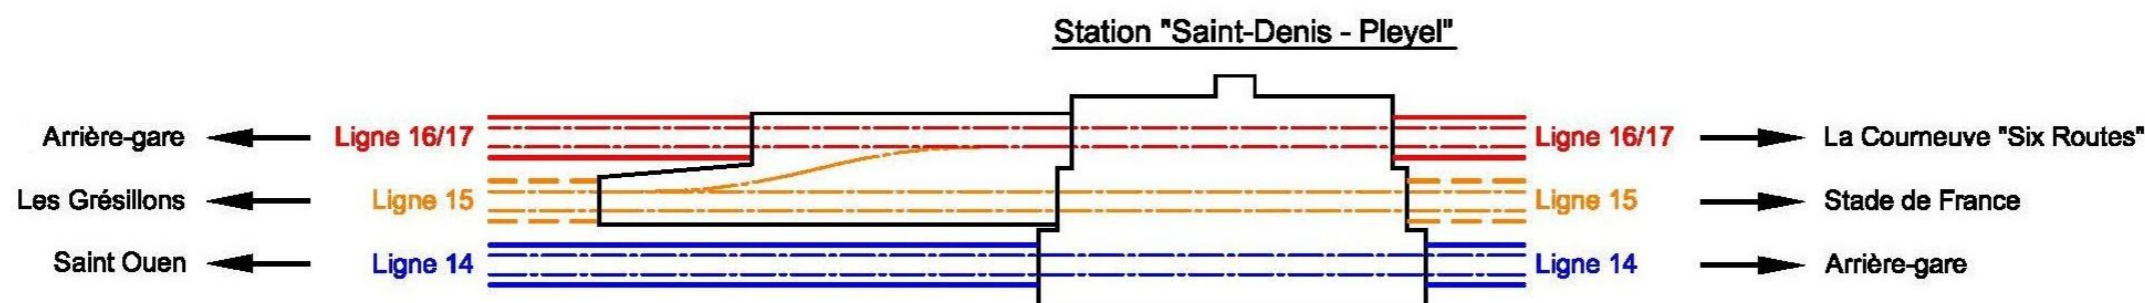 Station "Saint-Denis - Pleyel"
Arrière-gare Ligne 16/17 Ligne 16/17 La Courneuve "Six Routes"
Les Grésillons Ligne 15 Ligne 15 Stade de France
Saint Ouen Ligne 14 Ligne 14 Arrière-gare